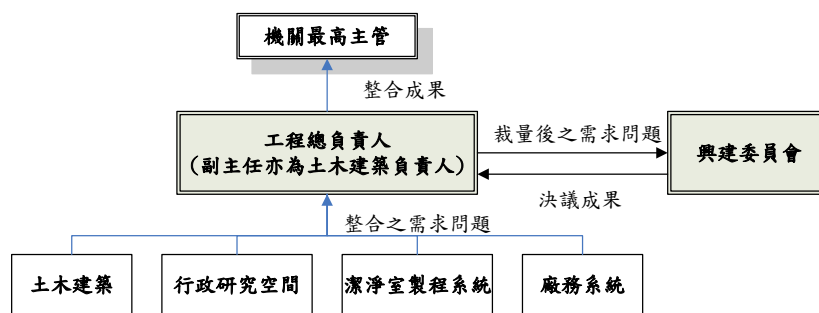 機關最高主管
整合成果
工程總負責人
(副主任亦為土木建築負責人)
裁量後之需求問題
興建委員會
決議成果
整合之需求問題
土木建築
行政研究空間
潔淨室製程系統
廠務系統